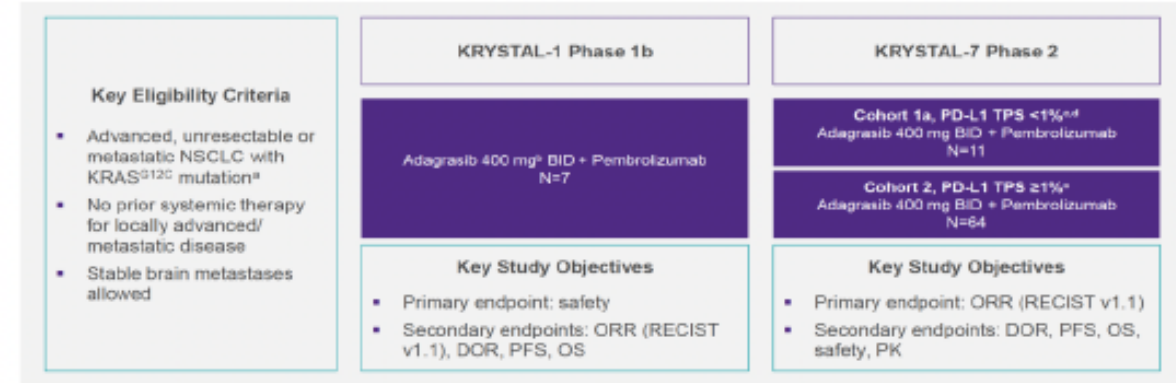 Key Eligibility Criteria
▪ Advanced, unresectable or
metastatic NSCLC with
KRASᴳ¹²ᶜ mutationᵃ
▪ No prior systemic therapy
for locally advanced/
metastatic disease
▪ Stable brain metastases
allowed
KRYSTAL-1 Phase 1b
Adagrasib 400 mgᵇ BID + Pembrolizumab
N=7
Key Study Objectives
▪ Primary endpoint: safety
▪ Secondary endpoints: ORR (RECIST
v1.1), DOR, PFS, OS
KRYSTAL-7 Phase 2
Cohort 1a, PD-L1 TPS <1%
Adagrasib 400 mg BID + Pembrolizumab
N=11
Cohort 2, PD-L1 TPS ≥1%
Adagrasib 400 mg BID + Pembrolizumab
N=64
Key Study Objectives
▪ Primary endpoint: ORR (RECIST v1.1)
▪ Secondary endpoints: DOR, PFS, OS,
safety, PK